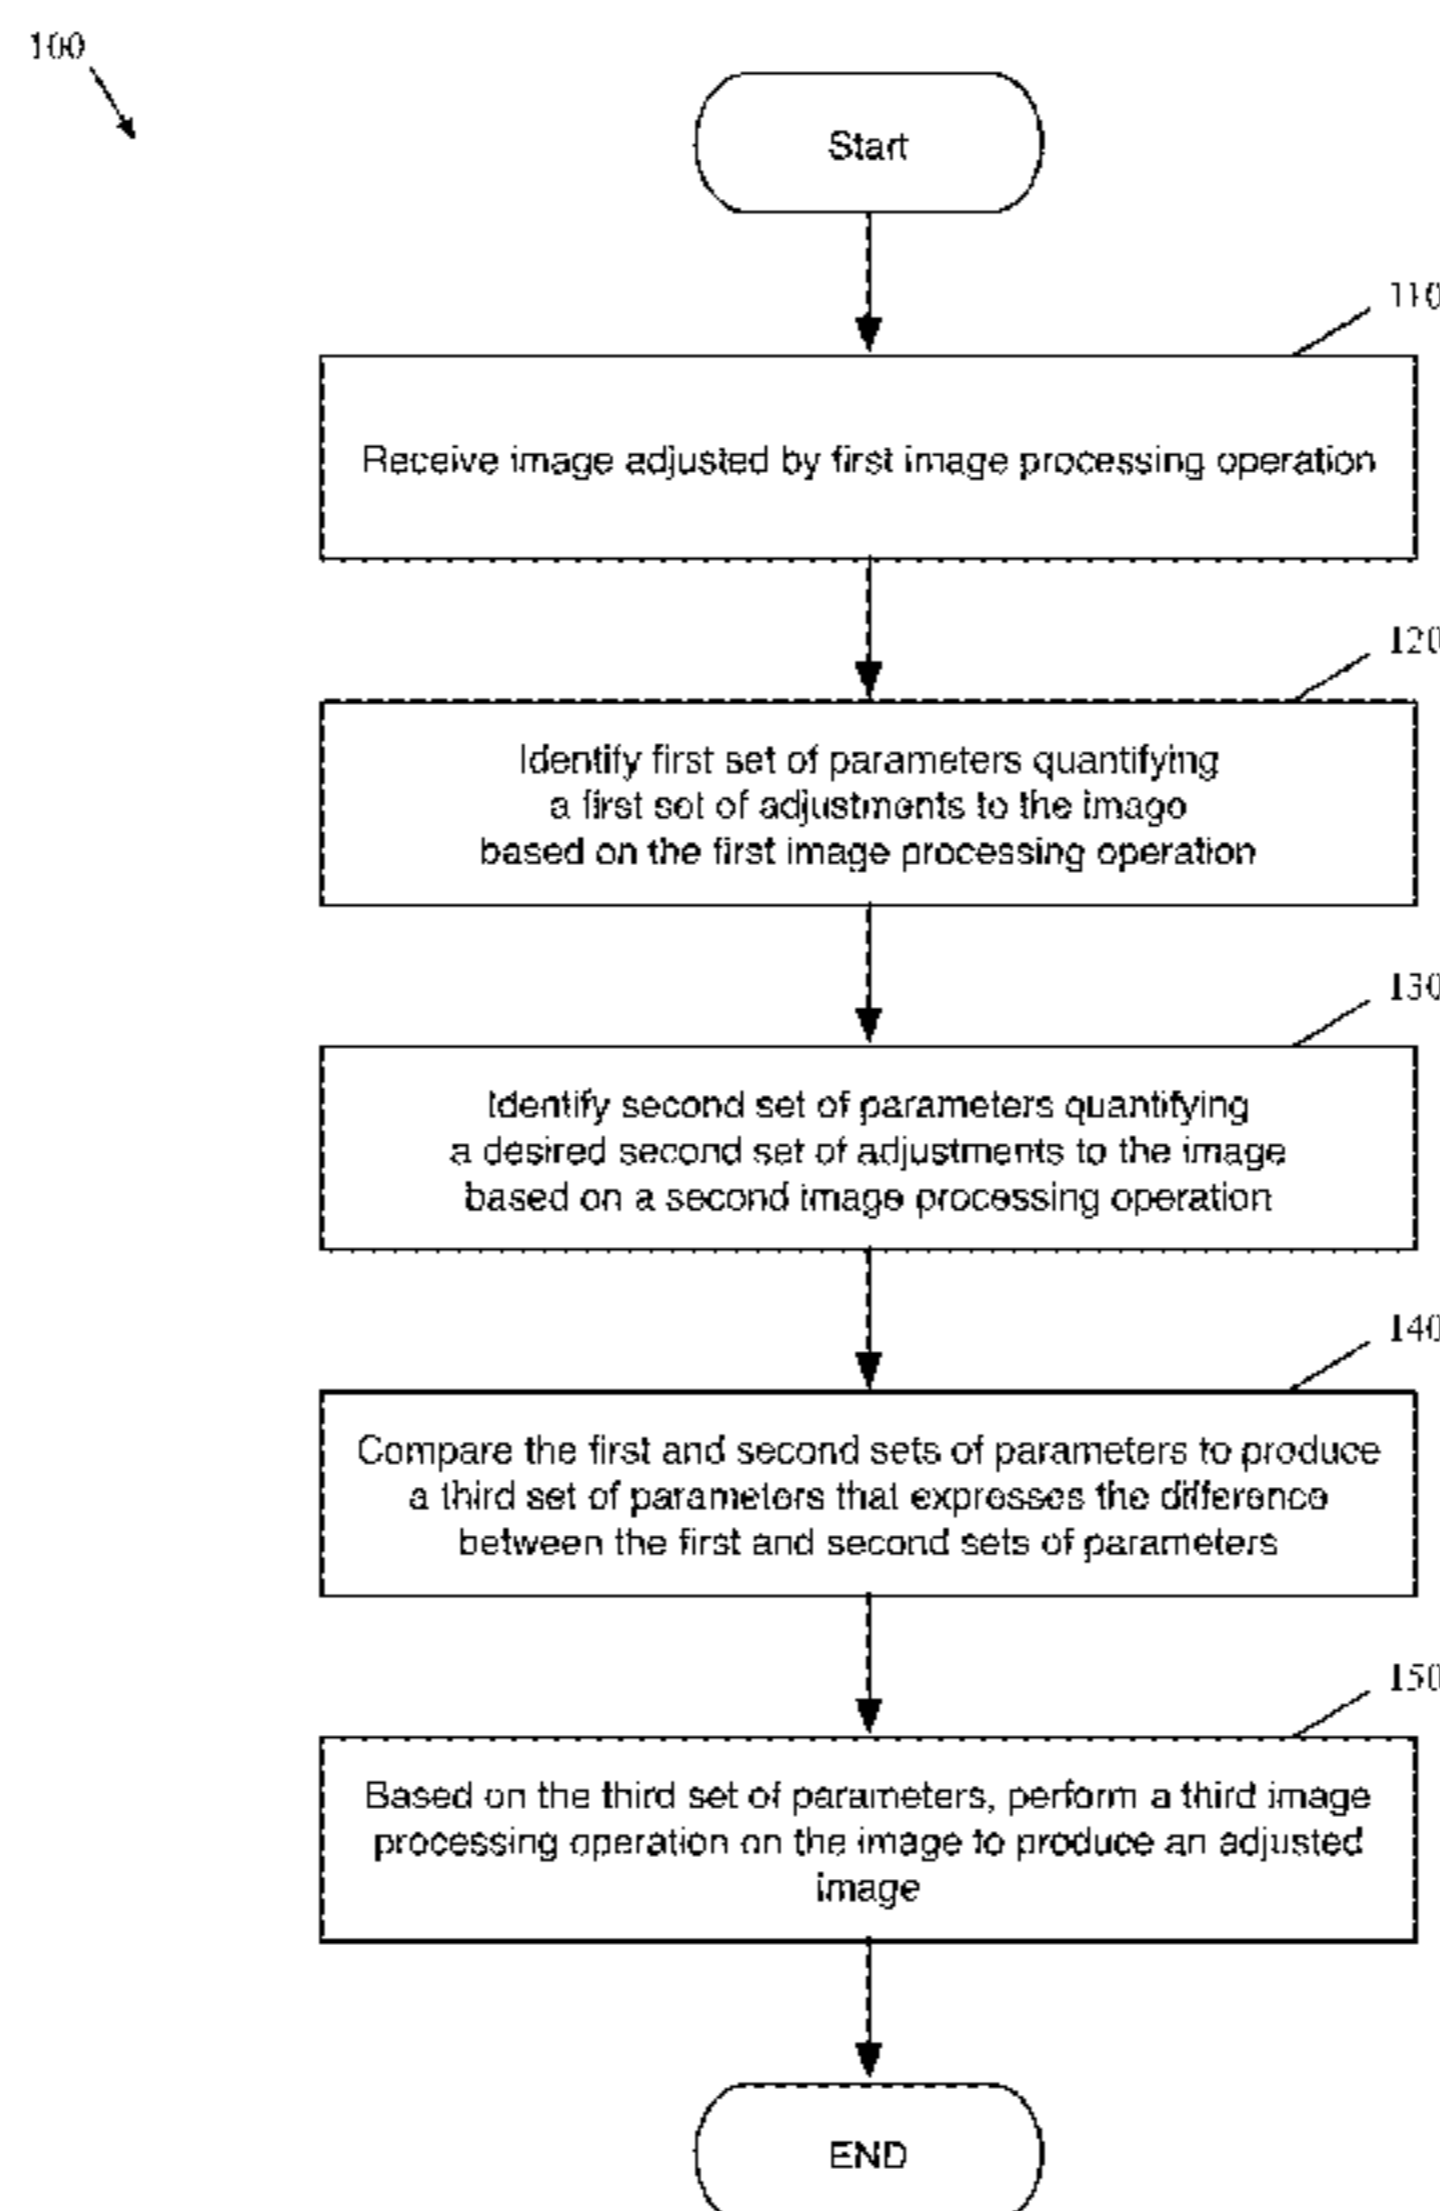 100
Start
110
Receive image adjusted by first image processing operation
120
Identify first set of parameters quantifying
a first set of adjustments to the image
based on the first image processing operation
130
Identify second set of parameters quantifying
a desired second set of adjustments to the image
based on a second image processing operation
140
Compare the first and second sets of parameters to produce
a third set of parameters that expresses the difference
between the first and second sets of parameters
150
Based on the third set of parameters, perform a third image
processing operation on the image to produce an adjusted
image
END